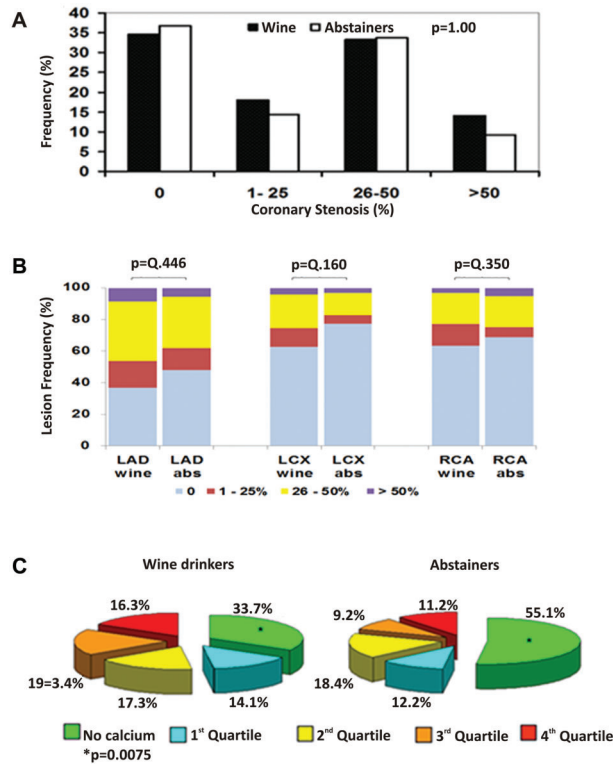 A
Wine Abstainers p=1.00
Frequency (%)
40
35
30
25
20
15
10
5
0
0 1- 25 26-50 >50
Coronary Stenosis (%)
B
p=Q.446 p=Q.160 p=Q.350
Lesion Frequency (%)
100
80
60
40
20
0
LAD wine LAD abs LCX wine LCX abs RCA wine RCA abs
0 1 - 25% 26 - 50% > 50%
C
Wine drinkers
16.3%
33.7%
19=3.4%
17.3%
14.1%
Abstainers
11.2%
55.1%
9.2%
18.4%
12.2%
No calcium 1st Quartile 2nd Quartile 3rd Quartile 4th Quartile
*p=0.0075